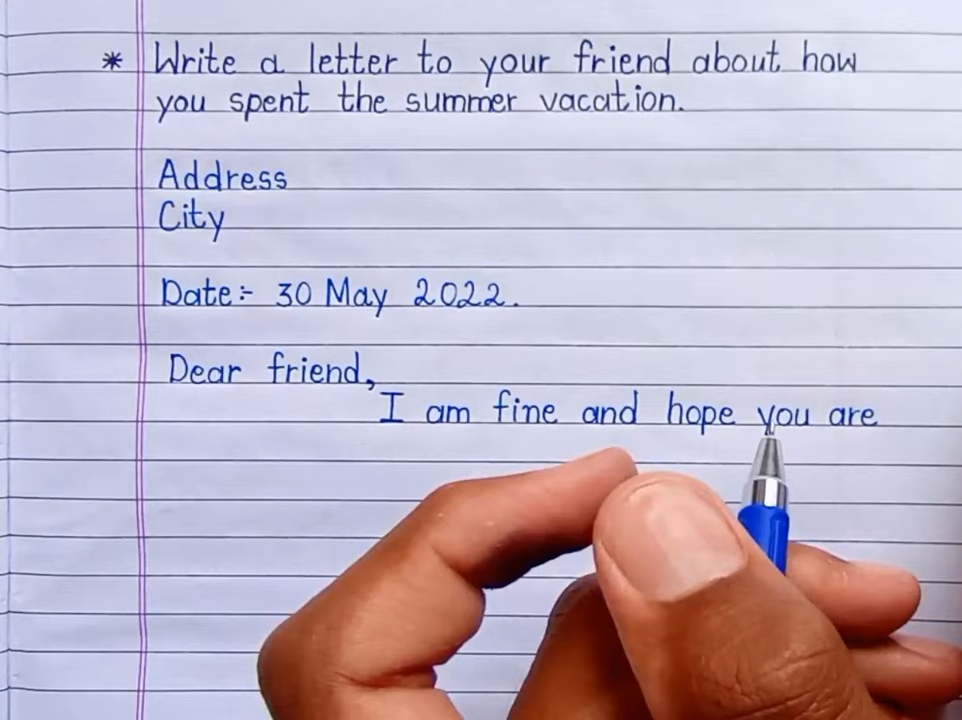 * Write a letter to your friend about how
you spent the summer vacation.
Address
City
Date:- 30 May 2022.
Dear friend,
I am fine and hope you are